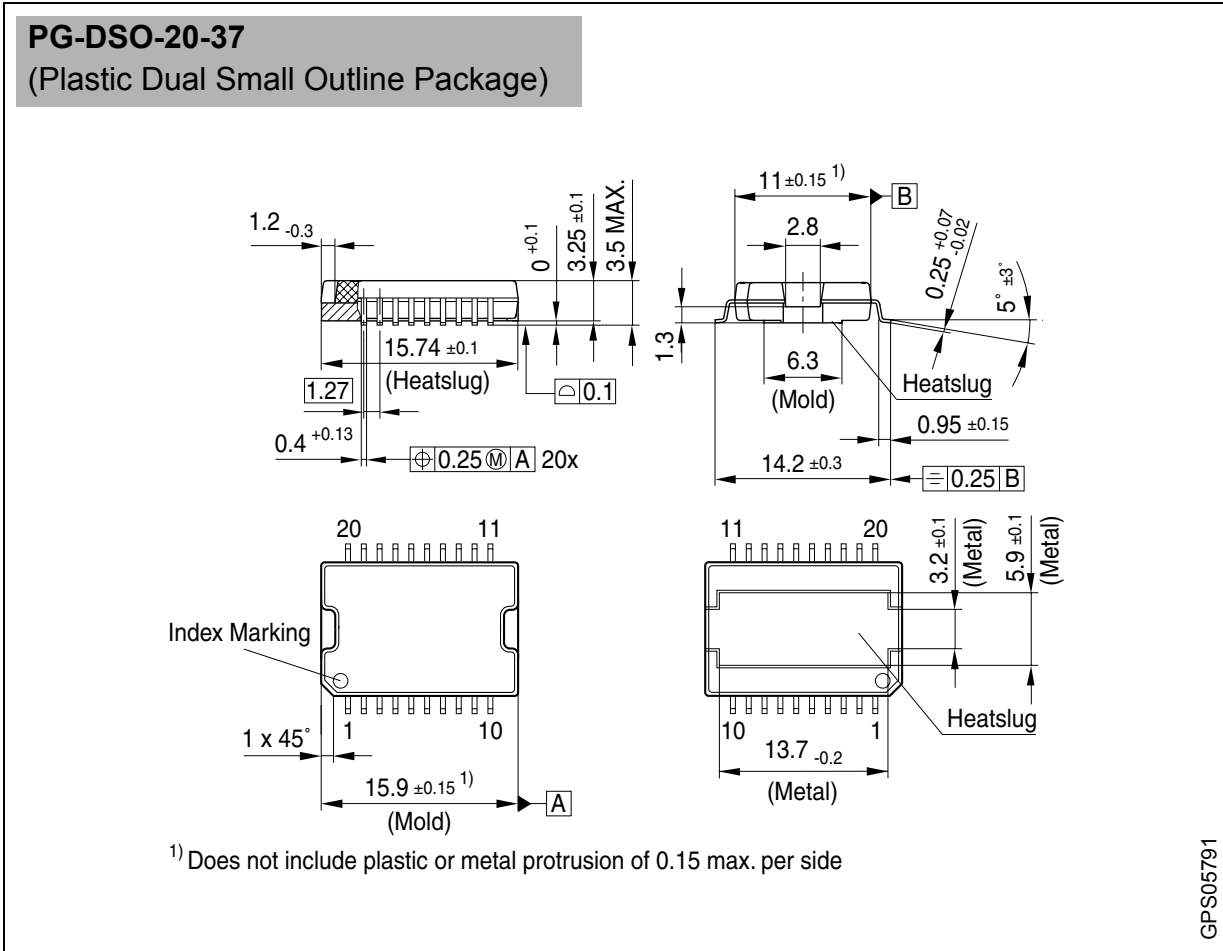 PG-DSO-20-37
(Plastic Dual Small Outline Package)
1.2 -0.3
0 +0.1
3.25 ±0.1
3.5 MAX.
15.74 ±0.1
(Heatslug)
1.27
0.1
0.4 +0.13
⌖ 0.25 Ⓜ A 20x
11 ±0.15 1)
B
2.8
0.25 +0.07 -0.02
5° ±3°
1.3
6.3
(Mold)
Heatslug
0.95 ±0.15
14.2 ±0.3
⌯ 0.25 B
20 11
Index Marking
1 10
1 x 45°
15.9 ±0.15 1)
(Mold)
A
11 20
3.2 ±0.1
(Metal)
5.9 ±0.1
(Metal)
Heatslug
10 1
13.7 -0.2
(Metal)
1) Does not include plastic or metal protrusion of 0.15 max. per side
GPS05791